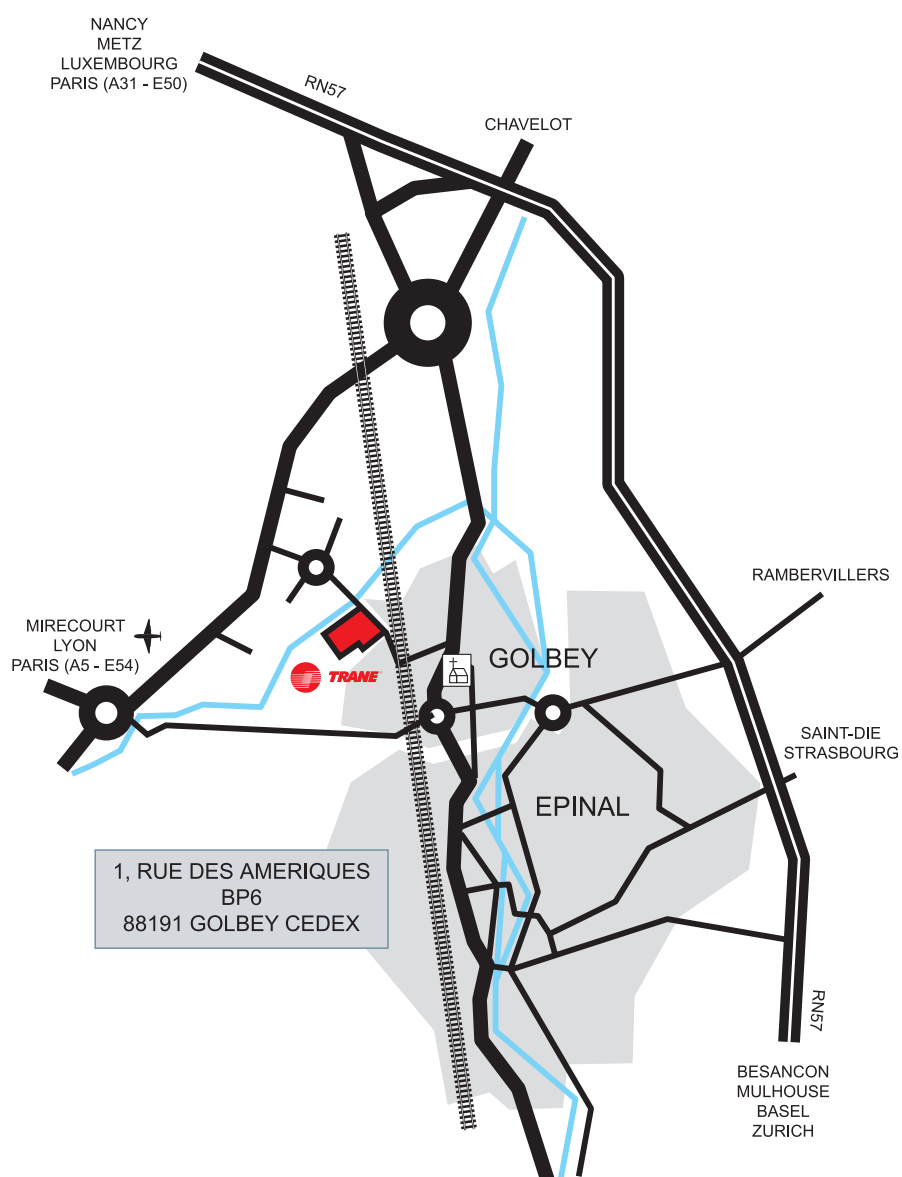 NANCY
METZ
LUXEMBOURG
PARIS (A31 - E50)
RN57
CHAVELOT
RAMBERVILLERS
MIRECOURT
LYON
PARIS (A5 - E54)
GOLBEY
TRANE
SAINT-DIE
STRASBOURG
EPINAL
1, RUE DES AMERIQUES
BP6
88191 GOLBEY CEDEX
RN57
BESANCON
MULHOUSE
BASEL
ZURICH